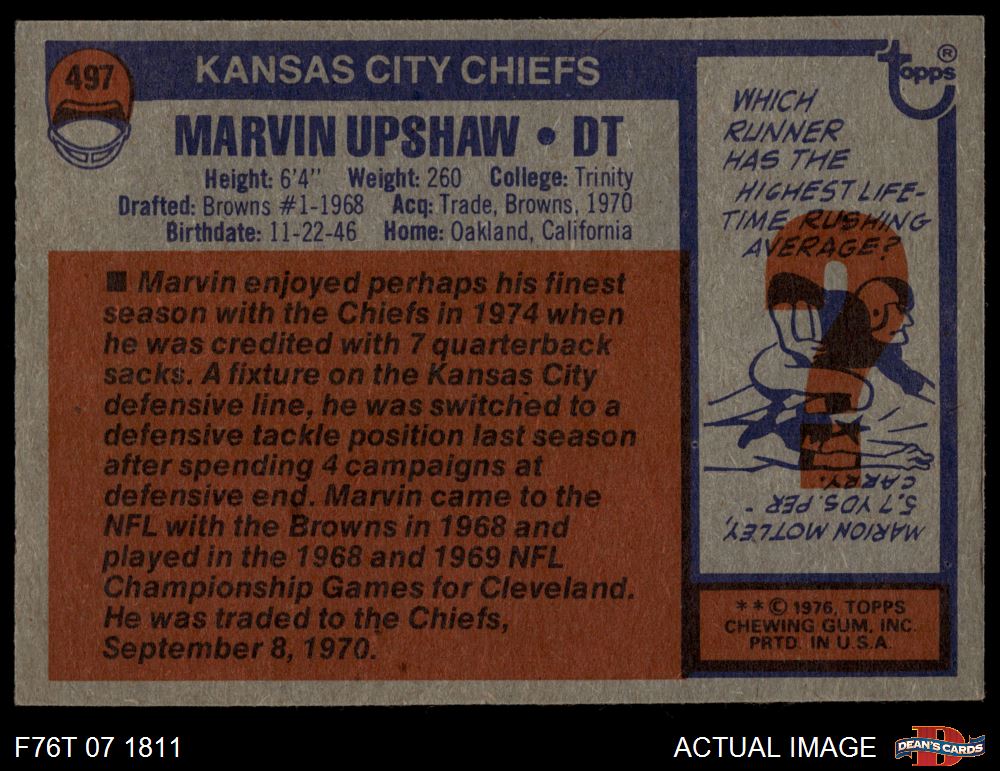 497
KANSAS CITY CHIEFS
MARVIN UPSHAW • DT
Height: 6'4" Weight: 260 College: Trinity
Drafted: Browns #1-1968 Acq: Trade, Browns, 1970
Birthdate: 11-22-46 Home: Oakland, California
■ Marvin enjoyed perhaps his finest
season with the Chiefs in 1974 when
he was credited with 7 quarterback
sacks. A fixture on the Kansas City
defensive line, he was switched to a
defensive tackle position last season
after spending 4 campaigns at
defensive end. Marvin came to the
NFL with the Browns in 1968 and
played in the 1968 and 1969 NFL
Championship Games for Cleveland.
He was traded to the Chiefs,
September 8, 1970.
topps®
WHICH
RUNNER
HAS THE
HIGHEST LIFE-
TIME RUSHING
AVERAGE?
?
MARION MOTLEY,
5.7 YDS. PER
CARRY.
** © 1976, TOPPS
CHEWING GUM, INC.
PRTD. IN U.S.A.
F76T 07 1811
ACTUAL IMAGE
D
DEAN'S CARDS